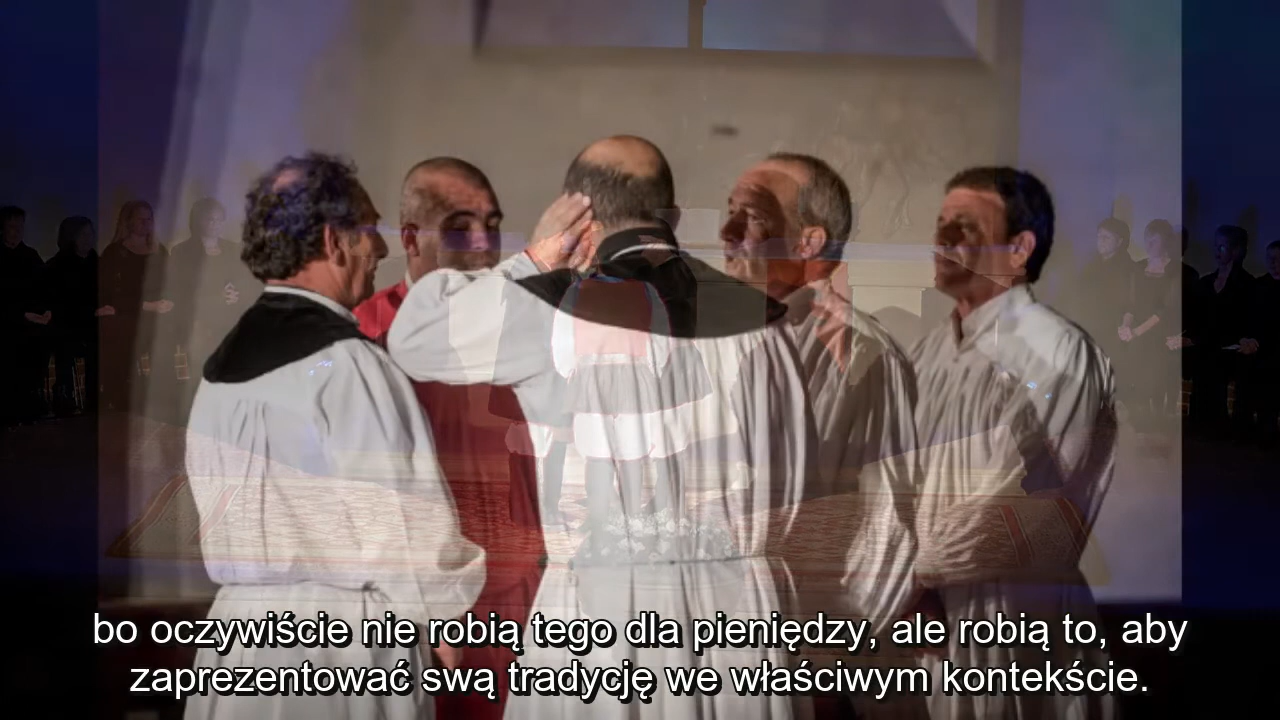 bo oczywiście nie robią tego dla pieniędzy, ale robią to, aby
zaprezentować swą tradycję we właściwym kontekście.